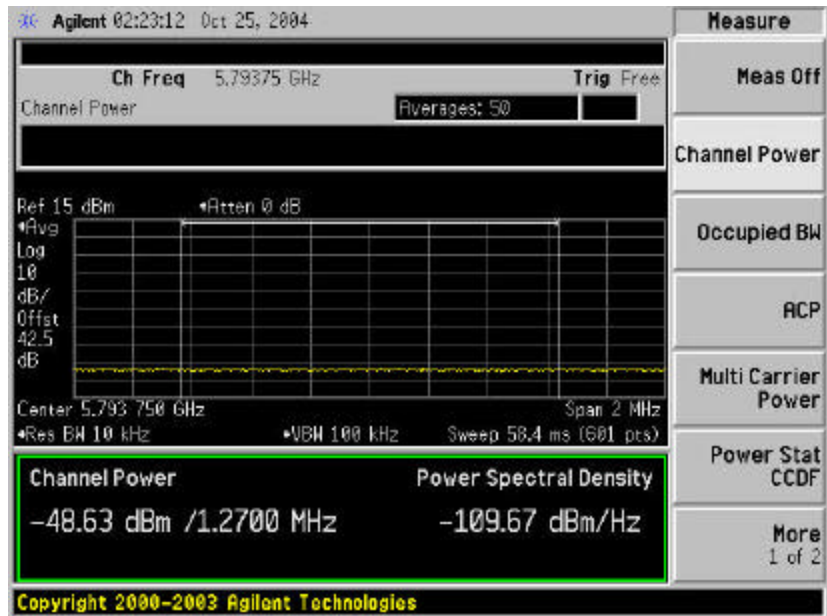 Agilent 02:23:12 Oct 25, 2004
Measure
Ch Freq 5.79375 GHz Trig Free
Channel Power Averages: 50
Ref 15 dBm Atten 0 dB
Avg
Log
10
dB/
Offst
42.5
dB
Center 5.793 750 GHz Span 2 MHz
Res BW 10 kHz VBW 100 kHz Sweep 58.4 ms (601 pts)
Channel Power Power Spectral Density
-48.63 dBm /1.2700 MHz -109.67 dBm/Hz
Copyright 2000-2003 Agilent Technologies
Meas Off
Channel Power
Occupied BW
ACP
Multi Carrier
Power
Power Stat
CCDF
More
1 of 2